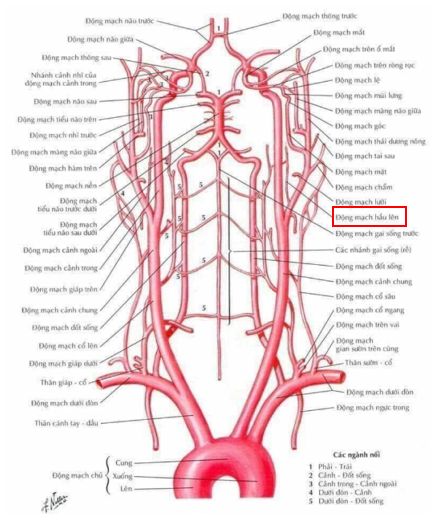 Động mạch não trước
Động mạch não giữa
Động mạch thông sau
Nhánh cảnh nhĩ của
động mạch cảnh trong
Động mạch não sau
Động mạch tiểu não trên
Động mạch nhĩ trước
Động mạch màng não giữa
Động mạch hàm trên
Động mạch nền
Động mạch
tiểu não trước dưới
Động mạch
tiểu não sau dưới
Động mạch cảnh ngoài
Động mạch cảnh trong
Động mạch giáp trên
Động mạch cảnh chung
Động mạch đốt sống
Động mạch cổ lên
Động mạch giáp dưới
Thân giáp - cổ
Động mạch dưới đòn
Thân cánh tay - đầu
Động mạch chủ
Cung
Xuống
Lên
Động mạch thông trước
Động mạch mắt
Động mạch trên ổ mắt
Động mạch trên ròng rọc
Động mạch lệ
Động mạch mũi lưng
Động mạch màng não giữa
Động mạch góc
Động mạch thái dương nông
Động mạch tai sau
Động mạch mặt
Động mạch chẩm
Động mạch lưỡi
Động mạch hầu lên
Động mạch gai sống trước
Các nhánh gai sống (rễ)
Động mạch đốt sống
Động mạch cảnh chung
Động mạch cổ sâu
Động mạch cổ ngang
Động mạch trên vai
Động mạch
gian sườn trên cùng
Thân sườn - cổ
Động mạch dưới đòn
Động mạch ngực trong
1
2
1
3
1
4
5
5
5
5
5
5
5
Các ngành nối
1 Phải - Trái
2 Cảnh - Đốt sống
3 Cảnh trong - Cảnh ngoài
4 Dưới đòn - Cảnh
5 Dưới đòn - Đốt sống